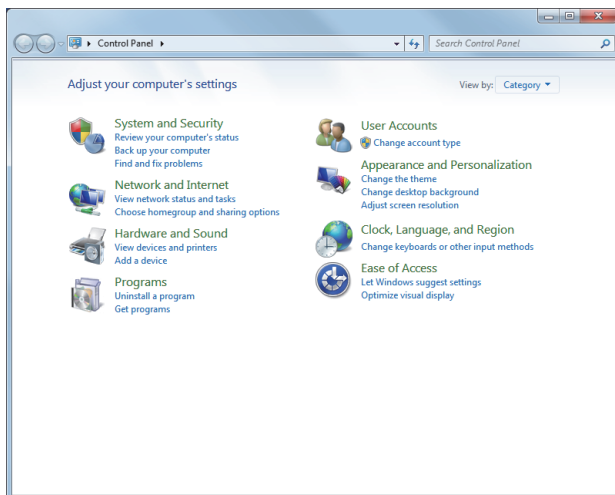 Control Panel
Search Control Panel
Adjust your computer's settings
View by: Category
System and Security
Review your computer's status
Back up your computer
Find and fix problems
Network and Internet
View network status and tasks
Choose homegroup and sharing options
Hardware and Sound
View devices and printers
Add a device
Programs
Uninstall a program
Get programs
User Accounts
Change account type
Appearance and Personalization
Change the theme
Change desktop background
Adjust screen resolution
Clock, Language, and Region
Change keyboards or other input methods
Ease of Access
Let Windows suggest settings
Optimize visual display